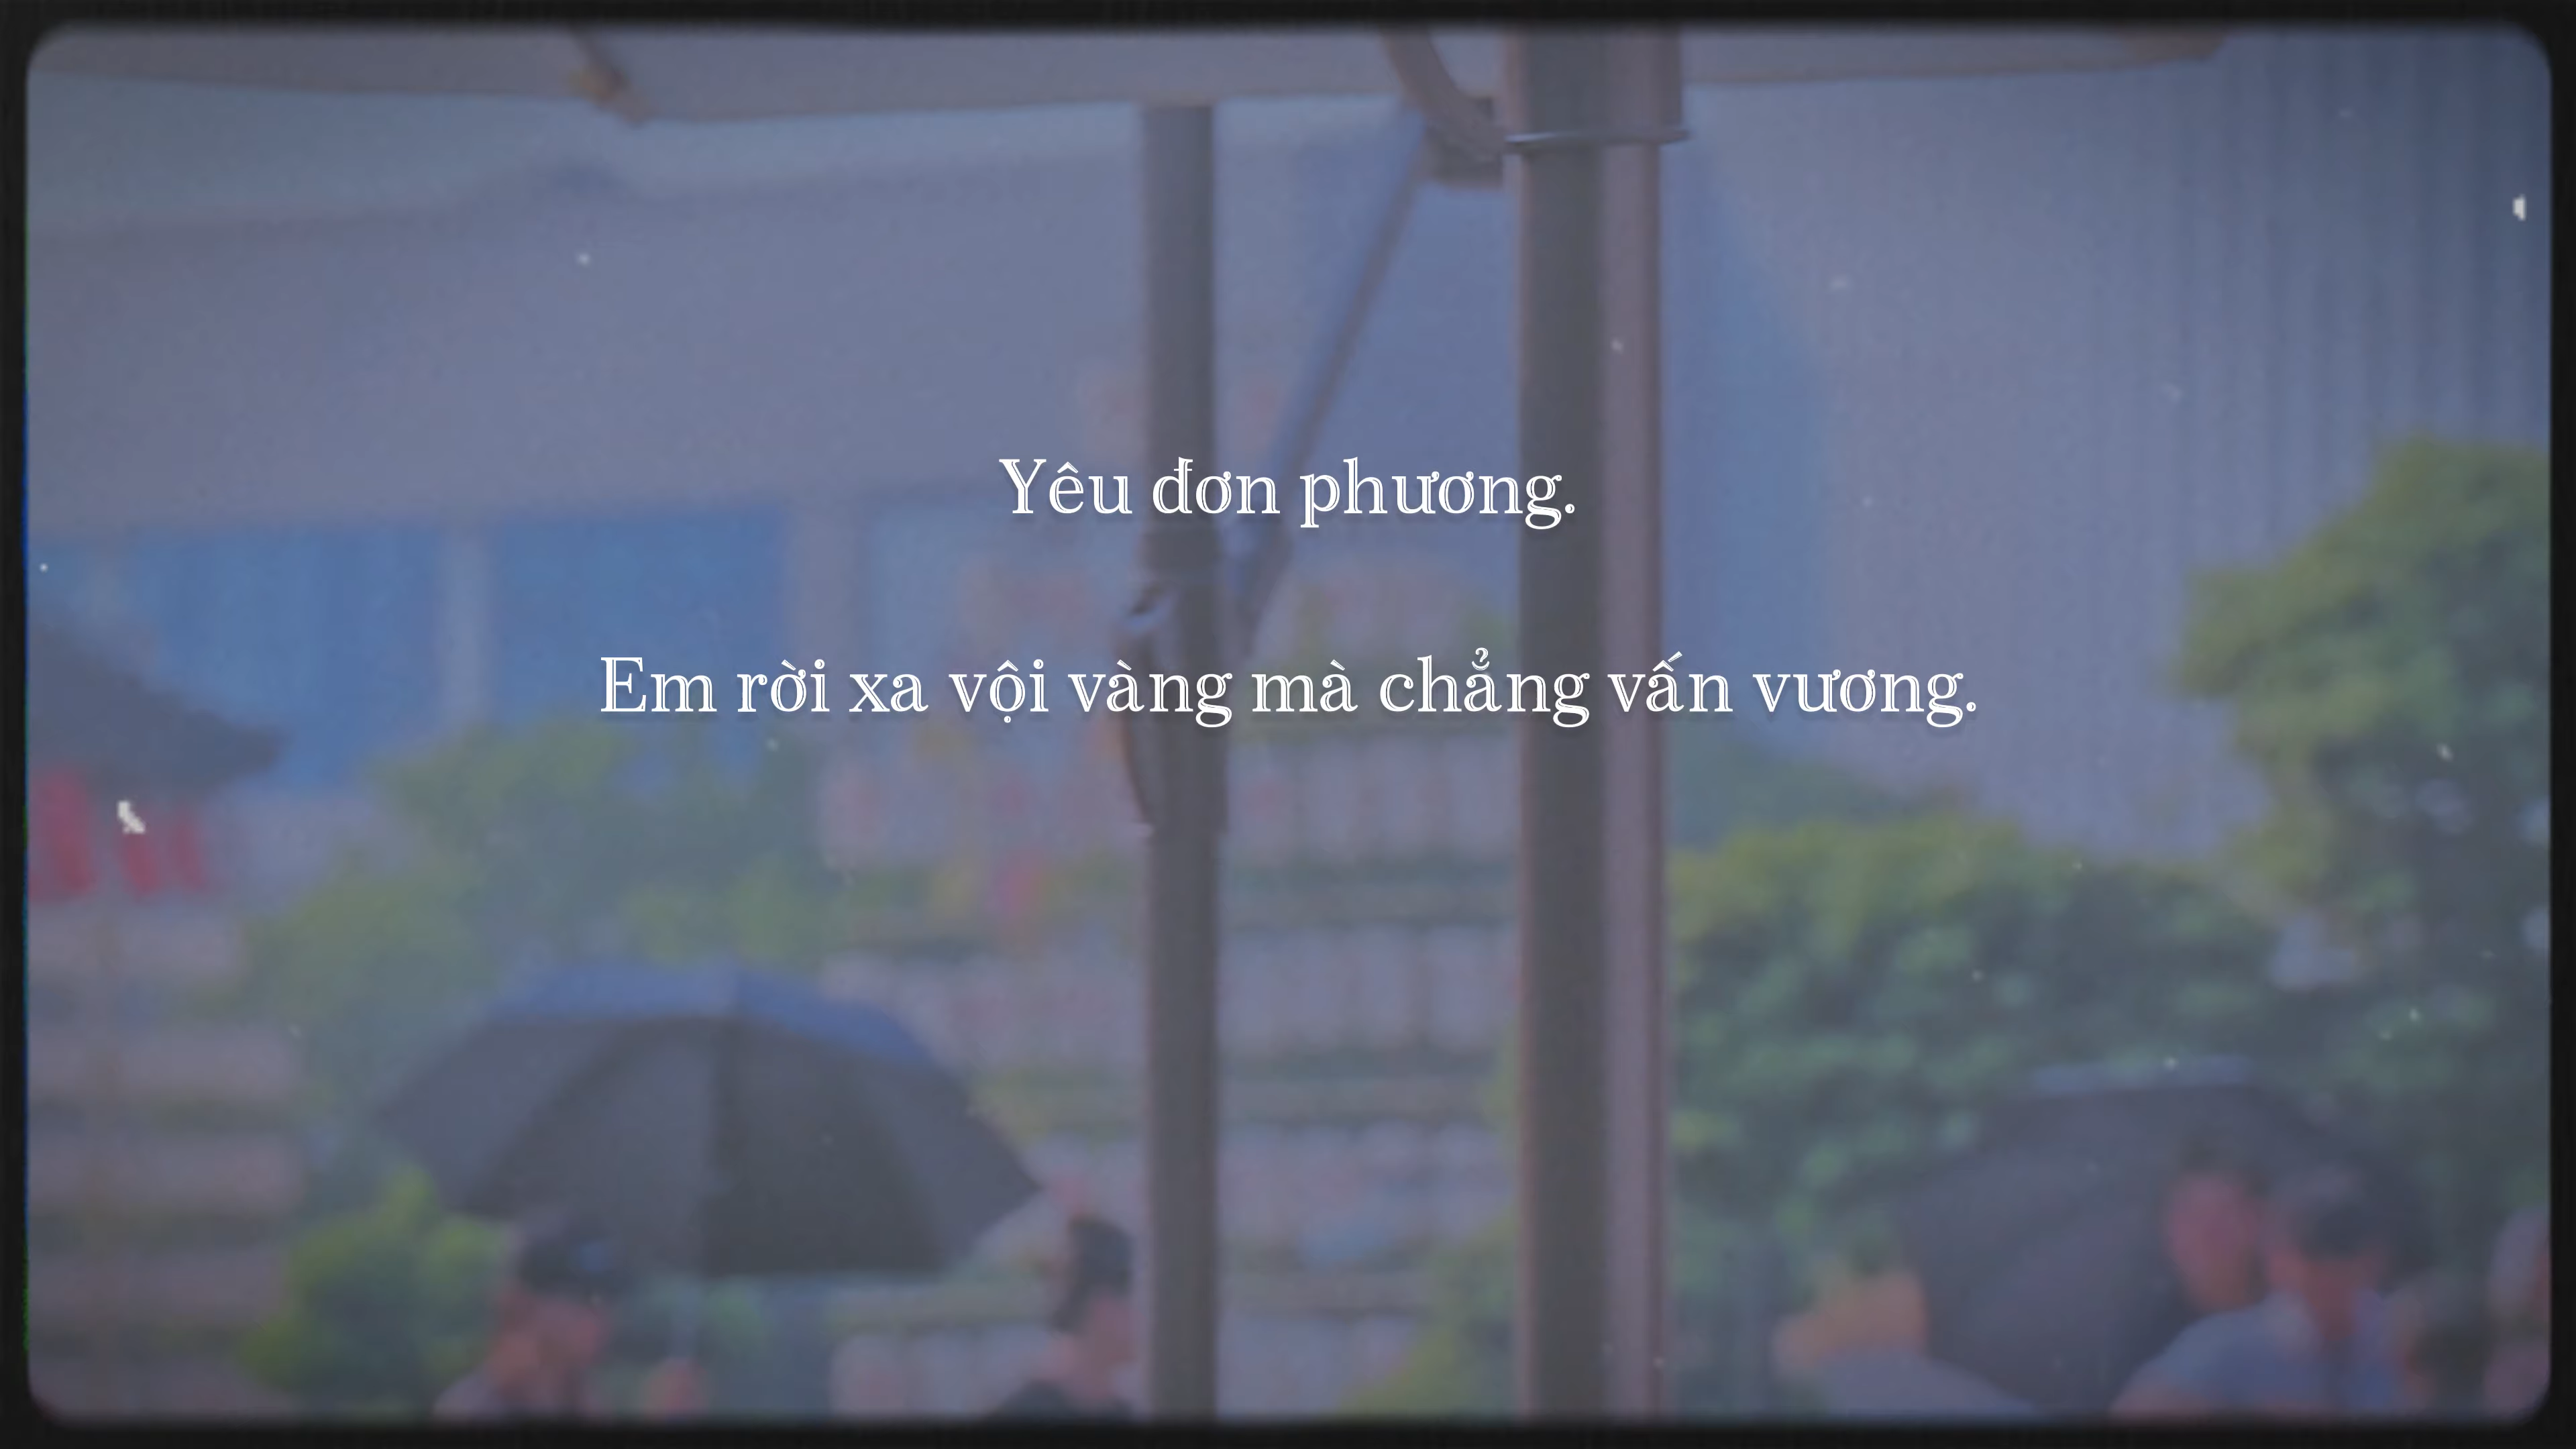 Yêu đơn phương.
Em rời xa vội vàng mà chẳng vấn vương.